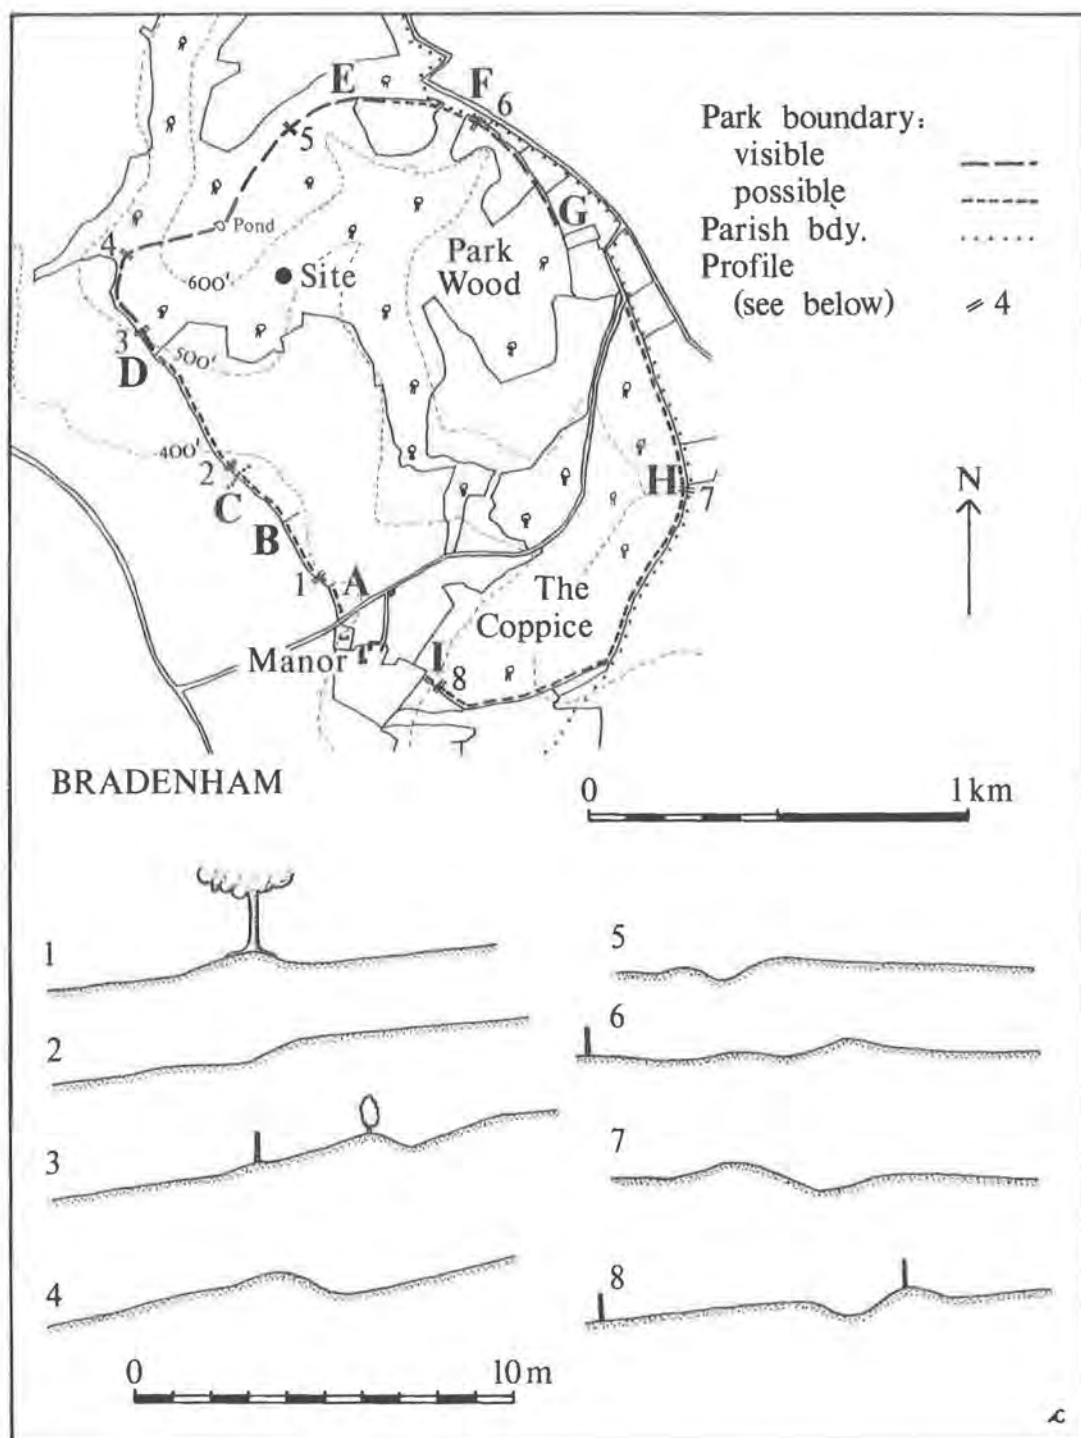 E
F
6
5
Park boundary:
visible
possible
Parish bdy.
Profile
(see below) 4
G
Pond
4
Park
Wood
600'
Site
3
D
500'
400'
2
C
H
7
N
B
1
A
The
Coppice
Manor
I
8
BRADENHAM
0 1 km
1
2
3
4
5
6
7
8
0 10 m